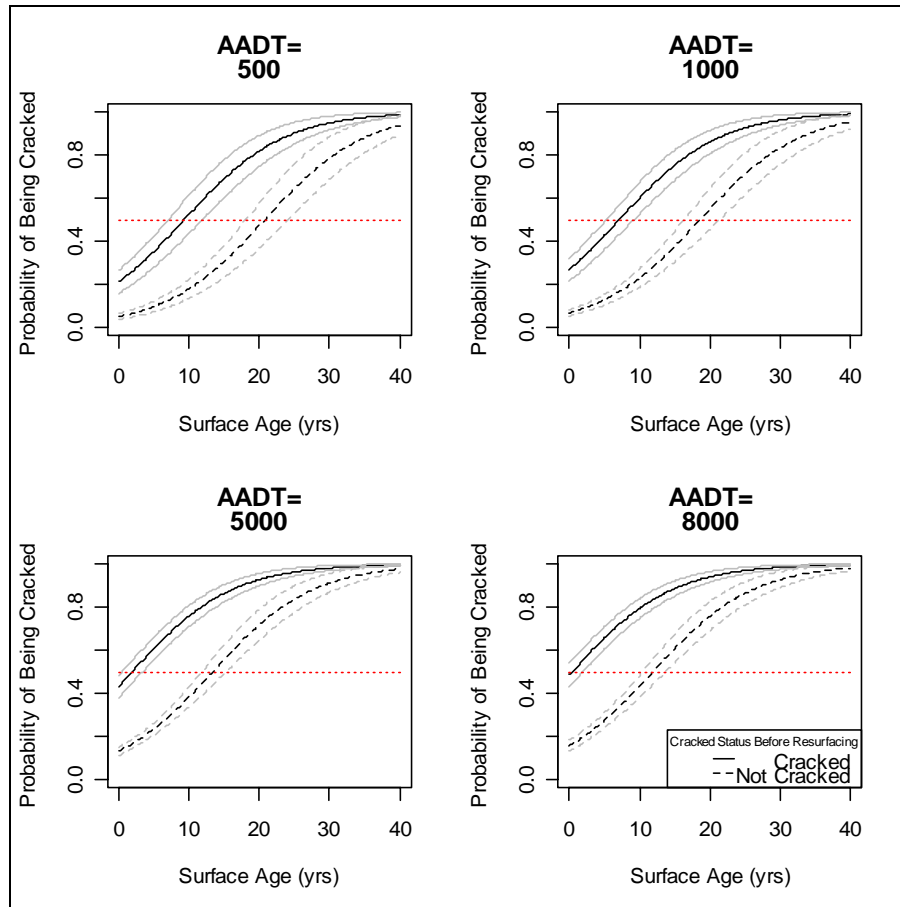 AADT=
500
Probability of Being Cracked
0.0 0.4 0.8
0 10 20 30 40
Surface Age (yrs)
AADT=
1000
Probability of Being Cracked
0.0 0.4 0.8
0 10 20 30 40
Surface Age (yrs)
AADT=
5000
Probability of Being Cracked
0.0 0.4 0.8
0 10 20 30 40
Surface Age (yrs)
AADT=
8000
Probability of Being Cracked
0.0 0.4 0.8
Cracked Status Before Resurfacing
Cracked
Not Cracked
0 10 20 30 40
Surface Age (yrs)